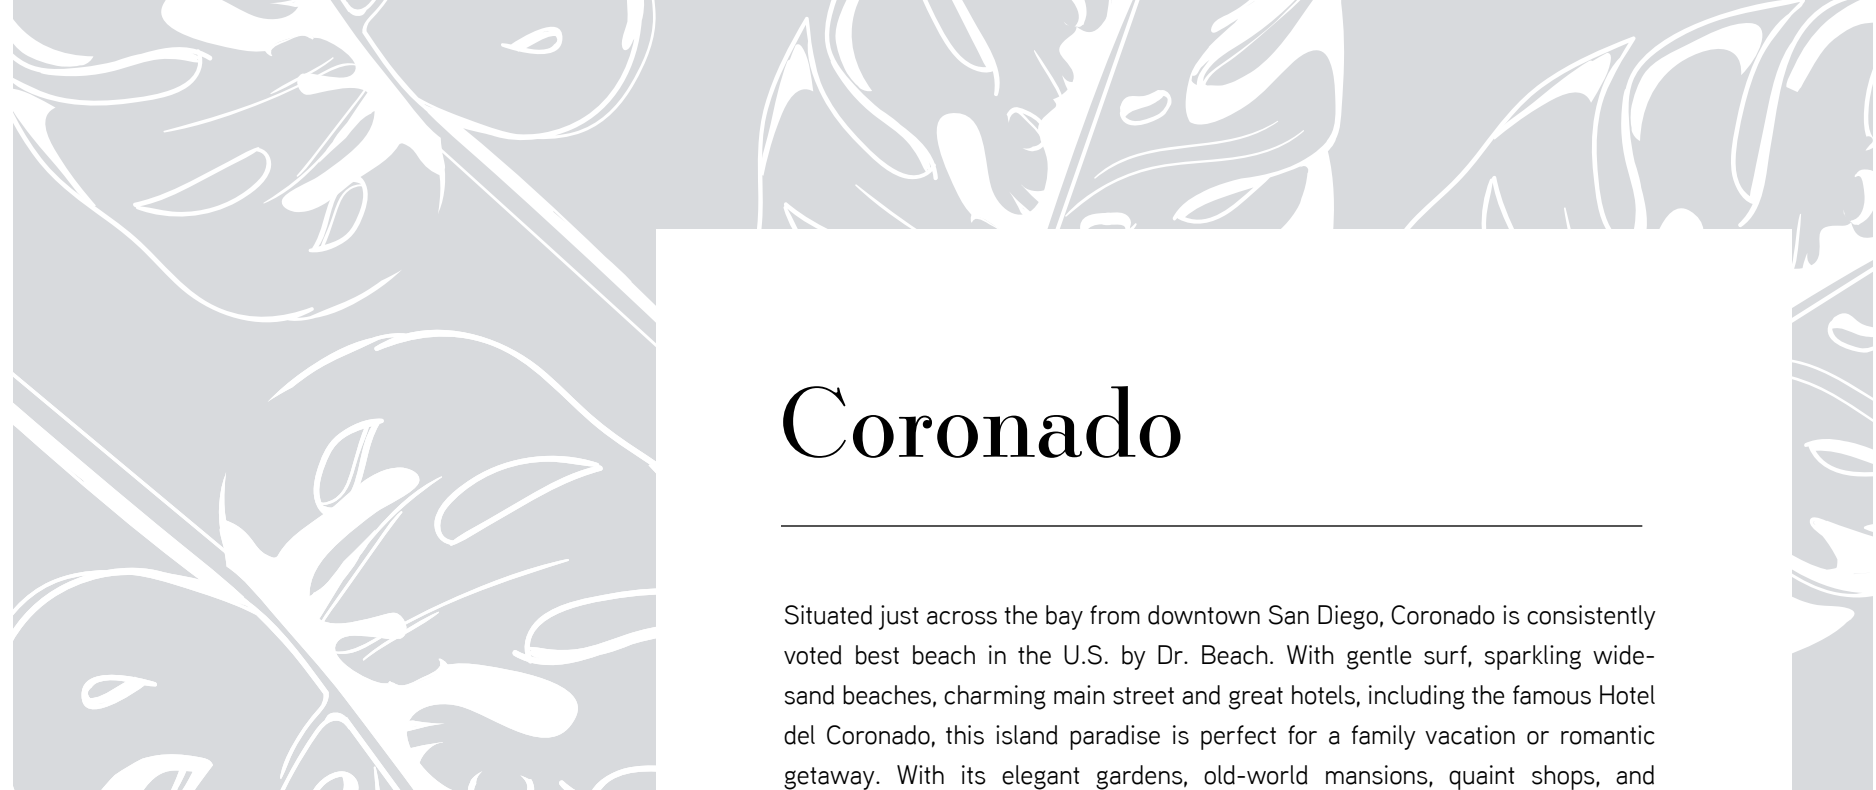 Coronado
Situated just across the bay from downtown San Diego, Coronado is consistently
voted best beach in the U.S. by Dr. Beach. With gentle surf, sparkling wide-
sand beaches, charming main street and great hotels, including the famous Hotel
del Coronado, this island paradise is perfect for a family vacation or romantic
getaway. With its elegant gardens, old-world mansions, quaint shops, and